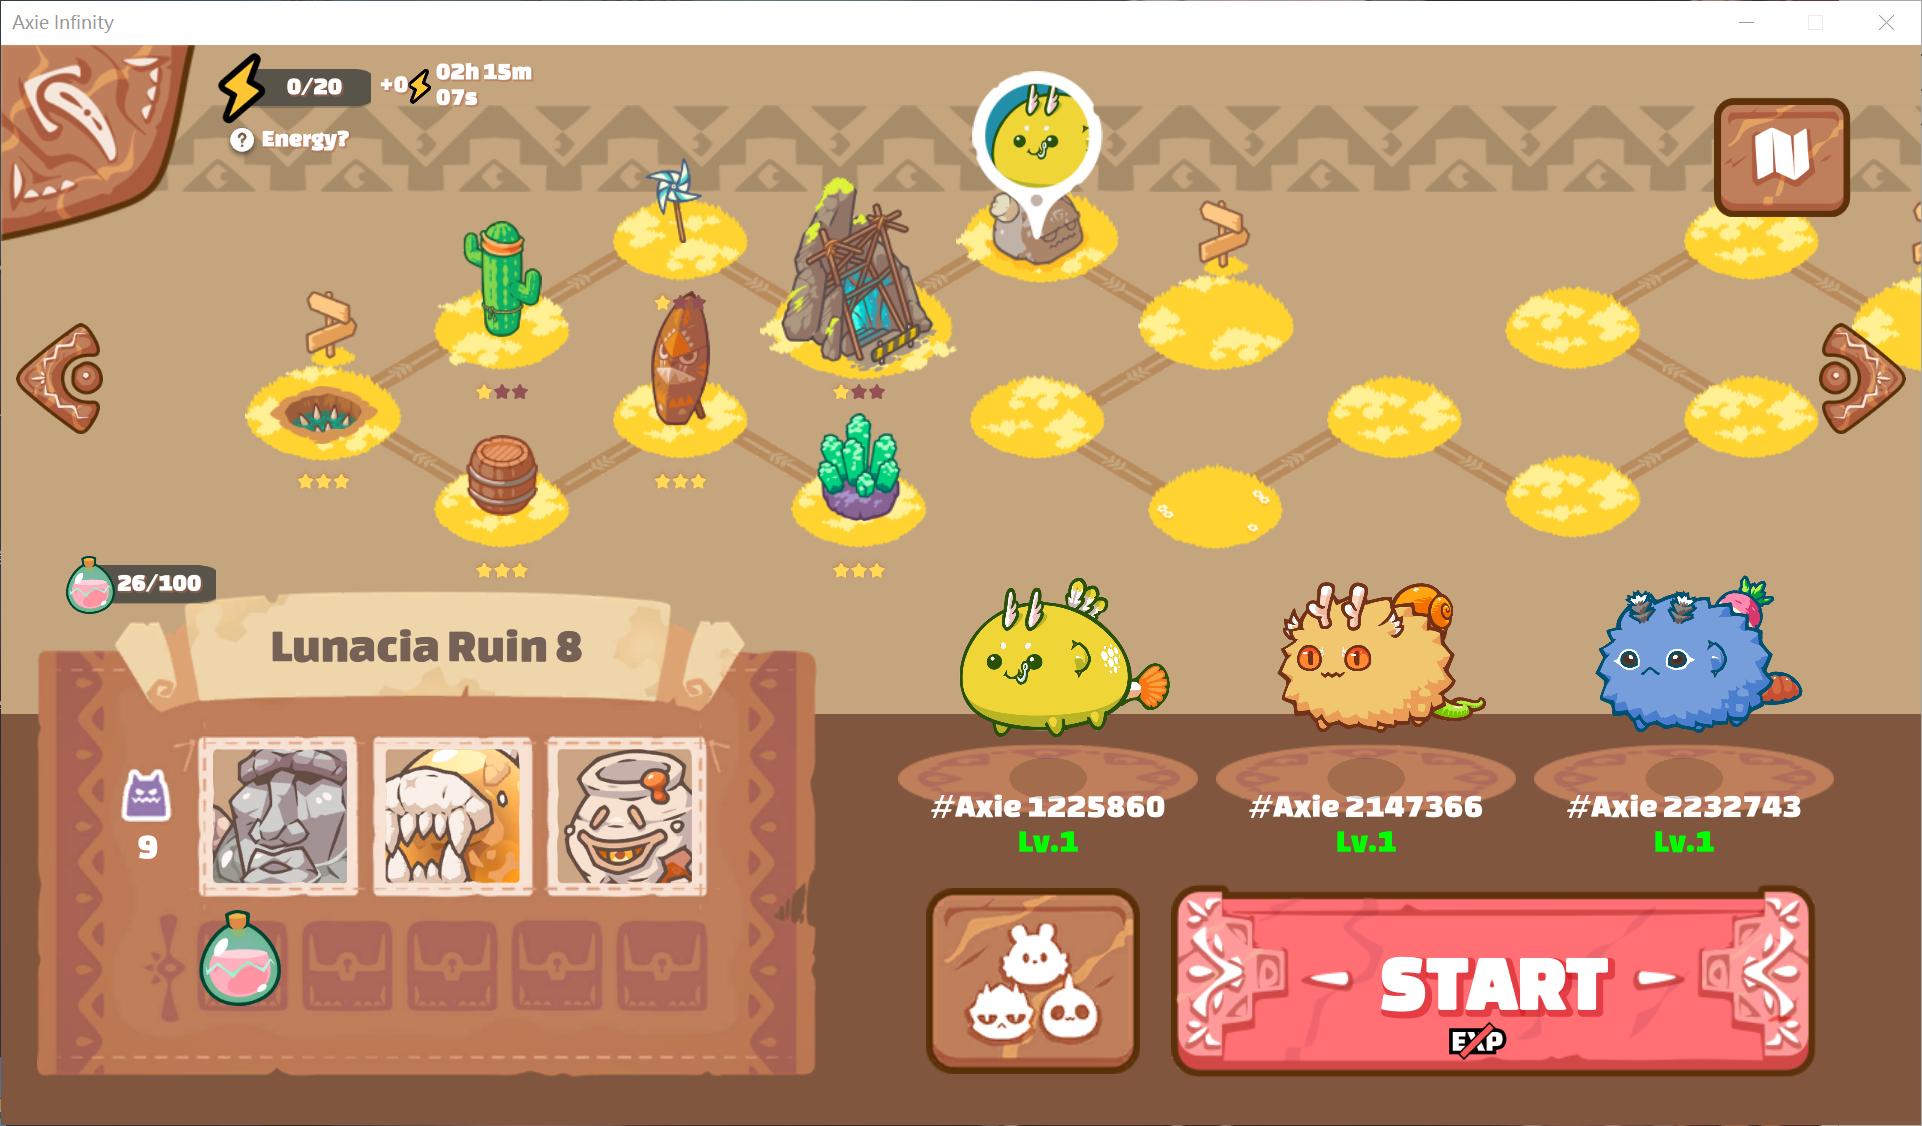 Axie Infinity
0/20
+0
02h 15m
07s
? Energy?
26/100
Lunacia Ruin 8
9
#Axie 1225860
Lv.1
#Axie 2147366
Lv.1
#Axie 2232743
Lv.1
START
EXP